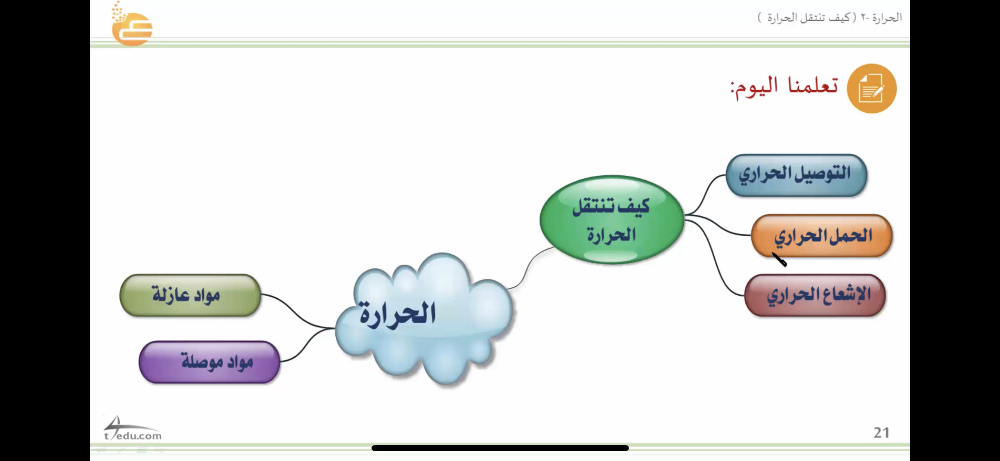 الحرارة -٢ ( كيف تنتقل الحرارة )
تعلمنا اليوم:
التوصيل الحراري
كيف تنتقل
الحرارة
الحمل الحراري
الإشعاع الحراري
الحرارة
مواد عازلة
مواد موصلة
t4edu.com
21